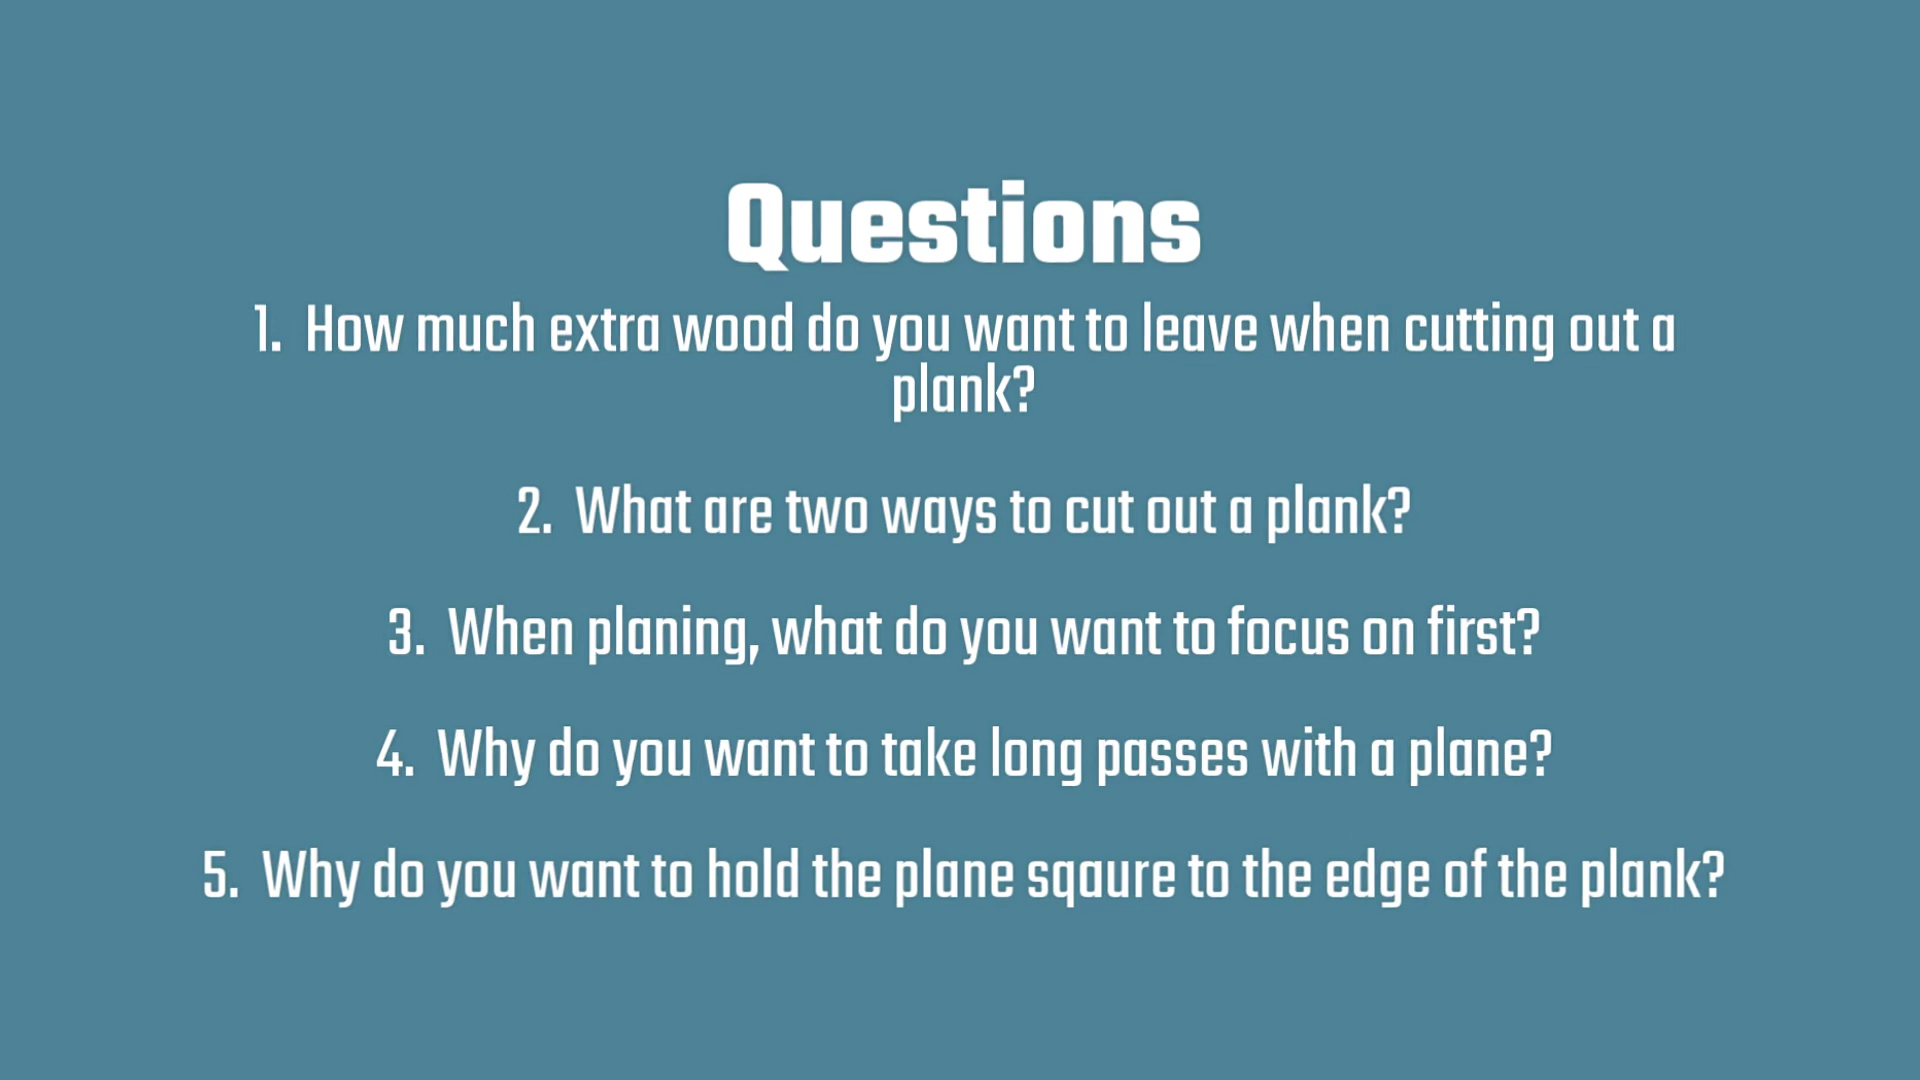 Questions
1. How much extra wood do you want to leave when cutting out a
plank?
2. What are two ways to cut out a plank?
3. When planing, what do you want to focus on first?
4. Why do you want to take long passes with a plane?
5. Why do you want to hold the plane sqaure to the edge of the plank?